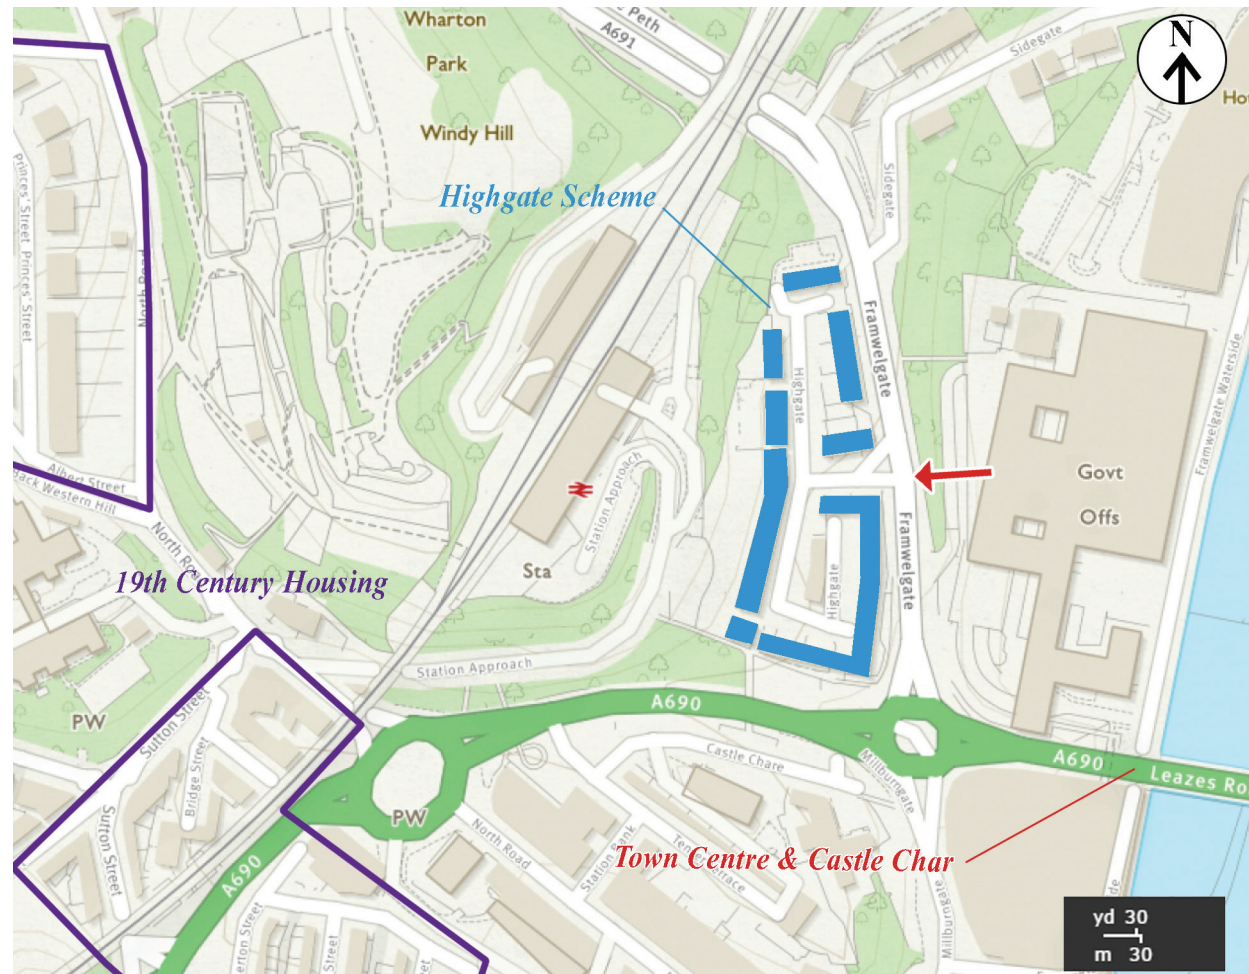 Wharton
Park
Windy Hill
Peth
A691
Sidegate
N
Sidegate
Highgate Scheme
Princes' Street
Princes' Street
North Road
Framwelgate
Highgate
Framwelgate Waterside
Albert Street
Back Western Hill
Station Approach
Govt
Offs
Framwelgate
North Ro
19th Century Housing
Sta
Highgate
Station Approach
PW
Sutton Street
Bridge Street
Sutton Street
A690
A690
Leazes Ro
Castle Chare
Millburngate
PW
North Road
Station Bank
Town Centre & Castle Char
A690
Millburngate
Street
yd 30
m 30